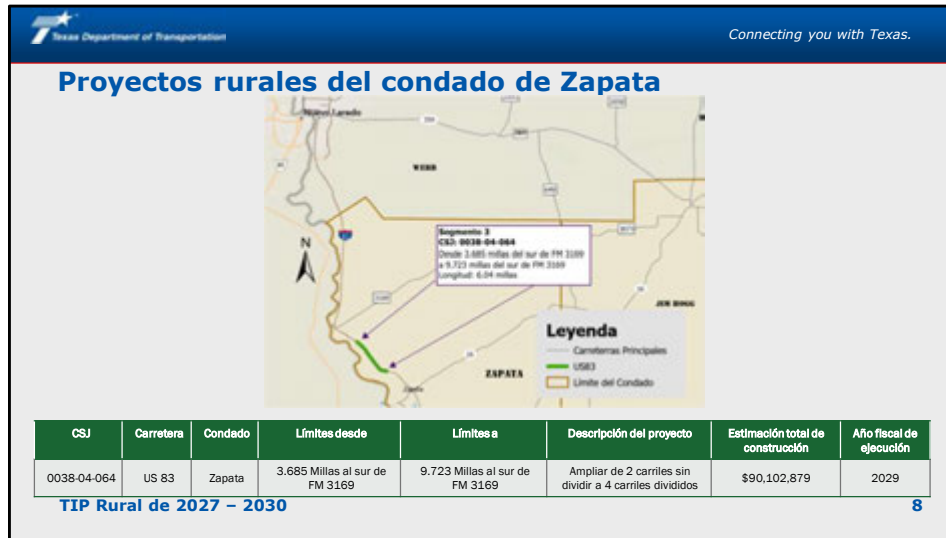 Texas Department of Transportation
Connecting you with Texas.
Proyectos rurales del condado de Zapata
Nuevo Laredo
WEBB
Segmento 3
CSJ: 0038-04-064
Desde 3.685 millas del sur de FM 3169
a 9.723 millas del sur de FM 3169
Longitud: 6.04 millas
N
JIM HOGG
ZAPATA
Leyenda
Carreterras Principales
US83
Límite del Condado
CSJ Carretera Condado Límites desde Límites a Descripción del proyecto Estimación total de construcción Año fiscal de ejecución
0038-04-064 US 83 Zapata 3.685 Millas al sur de FM 3169 9.723 Millas al sur de FM 3169 Ampliar de 2 carriles sin dividir a 4 carriles divididos $90,102,879 2029
TIP Rural de 2027 – 2030
8